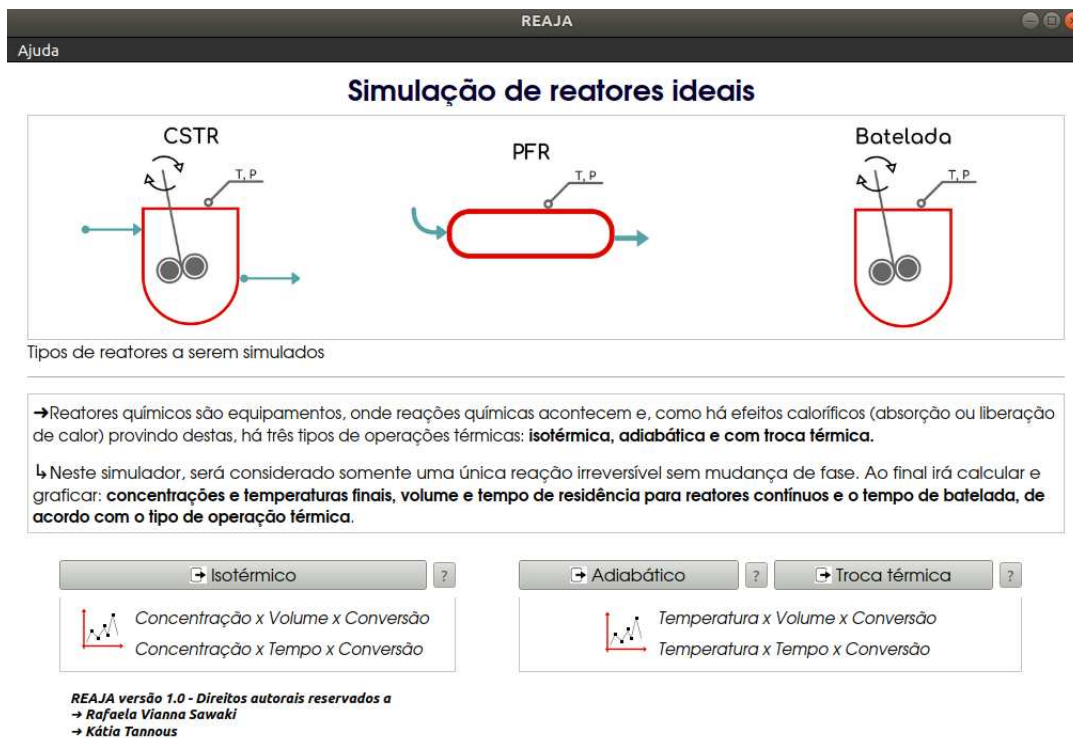 REAJA
Ajuda
Simulação de reatores ideais
CSTR
PFR
Batelada
T, P
T, P
T, P
Tipos de reatores a serem simulados
➜Reatores químicos são equipamentos, onde reações químicas acontecem e, como há efeitos caloríficos (absorção ou liberação
de calor) provindo destas, há três tipos de operações térmicas: isotérmica, adiabática e com troca térmica.
↳Neste simulador, será considerado somente uma única reação irreversível sem mudança de fase. Ao final irá calcular e
graficar: concentrações e temperaturas finais, volume e tempo de residência para reatores contínuos e o tempo de batelada, de
acordo com o tipo de operação térmica.
Isotérmico
?
Adiabático
?
Troca térmica
?
Concentração x Volume x Conversão
Concentração x Tempo x Conversão
Temperatura x Volume x Conversão
Temperatura x Tempo x Conversão
REAJA versão 1.0 - Direitos autorais reservados a
→ Rafaela Vianna Sawaki
→ Kátia Tannous